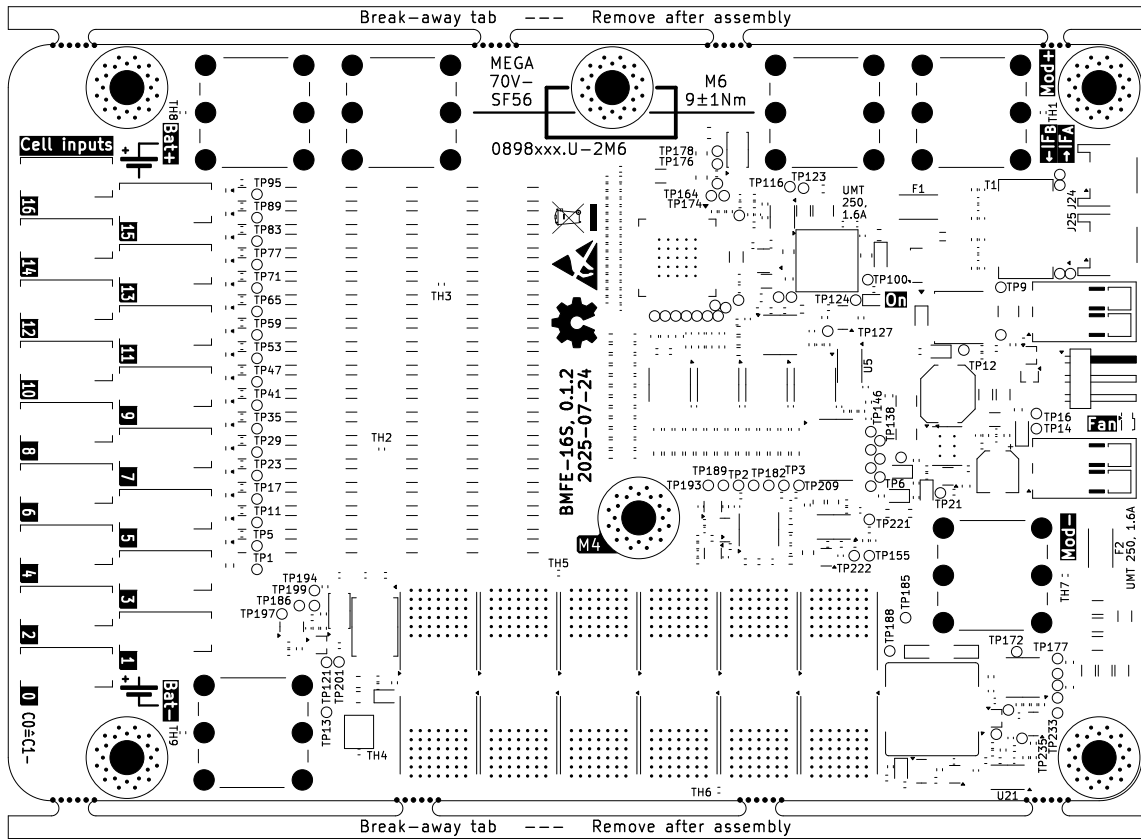 Break-away tab --- Remove after assembly
MEGA
70V-
SF56
M6
9±1Nm
0898xxx.U-2M6
Mod+
TH1
←IFB
→IFA
TH8
Bat+
Cell inputs
16
15
14
13
12
11
10
9
8
7
6
5
4
3
2
1
0
C0≠C1-
TP95
TP89
TP83
TP77
TP71
TP65
TP59
TP53
TP47
TP41
TP35
TP29
TP23
TP17
TP11
TP5
TP1
TH3
TH2
TP178
TP176
TP164
TP174
TP116
TP123
UMT
250,
1.6A
F1
T1
J24
J25
TP100
TP124
On
TP9
TP127
U5
TP12
TP146
TP138
TP16
TP14
Fan
BMFE-16S, 0.1.2
2025-07-24
TP189
TP193
TP2
TP182
TP3
TP209
TP6
TP21
M4
TP221
TP155
TP222
Mod-
UMT 250, 1.6A
F2
TH7
TH5
TP194
TP199
TP186
TP197
TP185
TP188
TP172
TP177
TP121
TP201
TP13
Bat-
TH9
TH4
TH6
TP233
TP235
U21
Break-away tab --- Remove after assembly